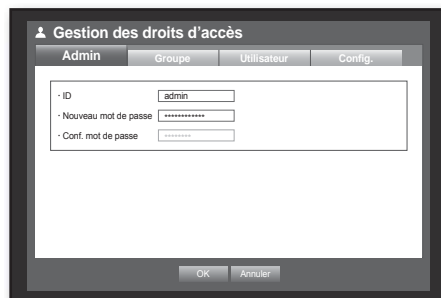 Gestion des droits d'accès
Admin Groupe Utilisateur Config.
· ID admin
· Nouveau mot de passe ************
· Conf. mot de passe ********
OK Annuler